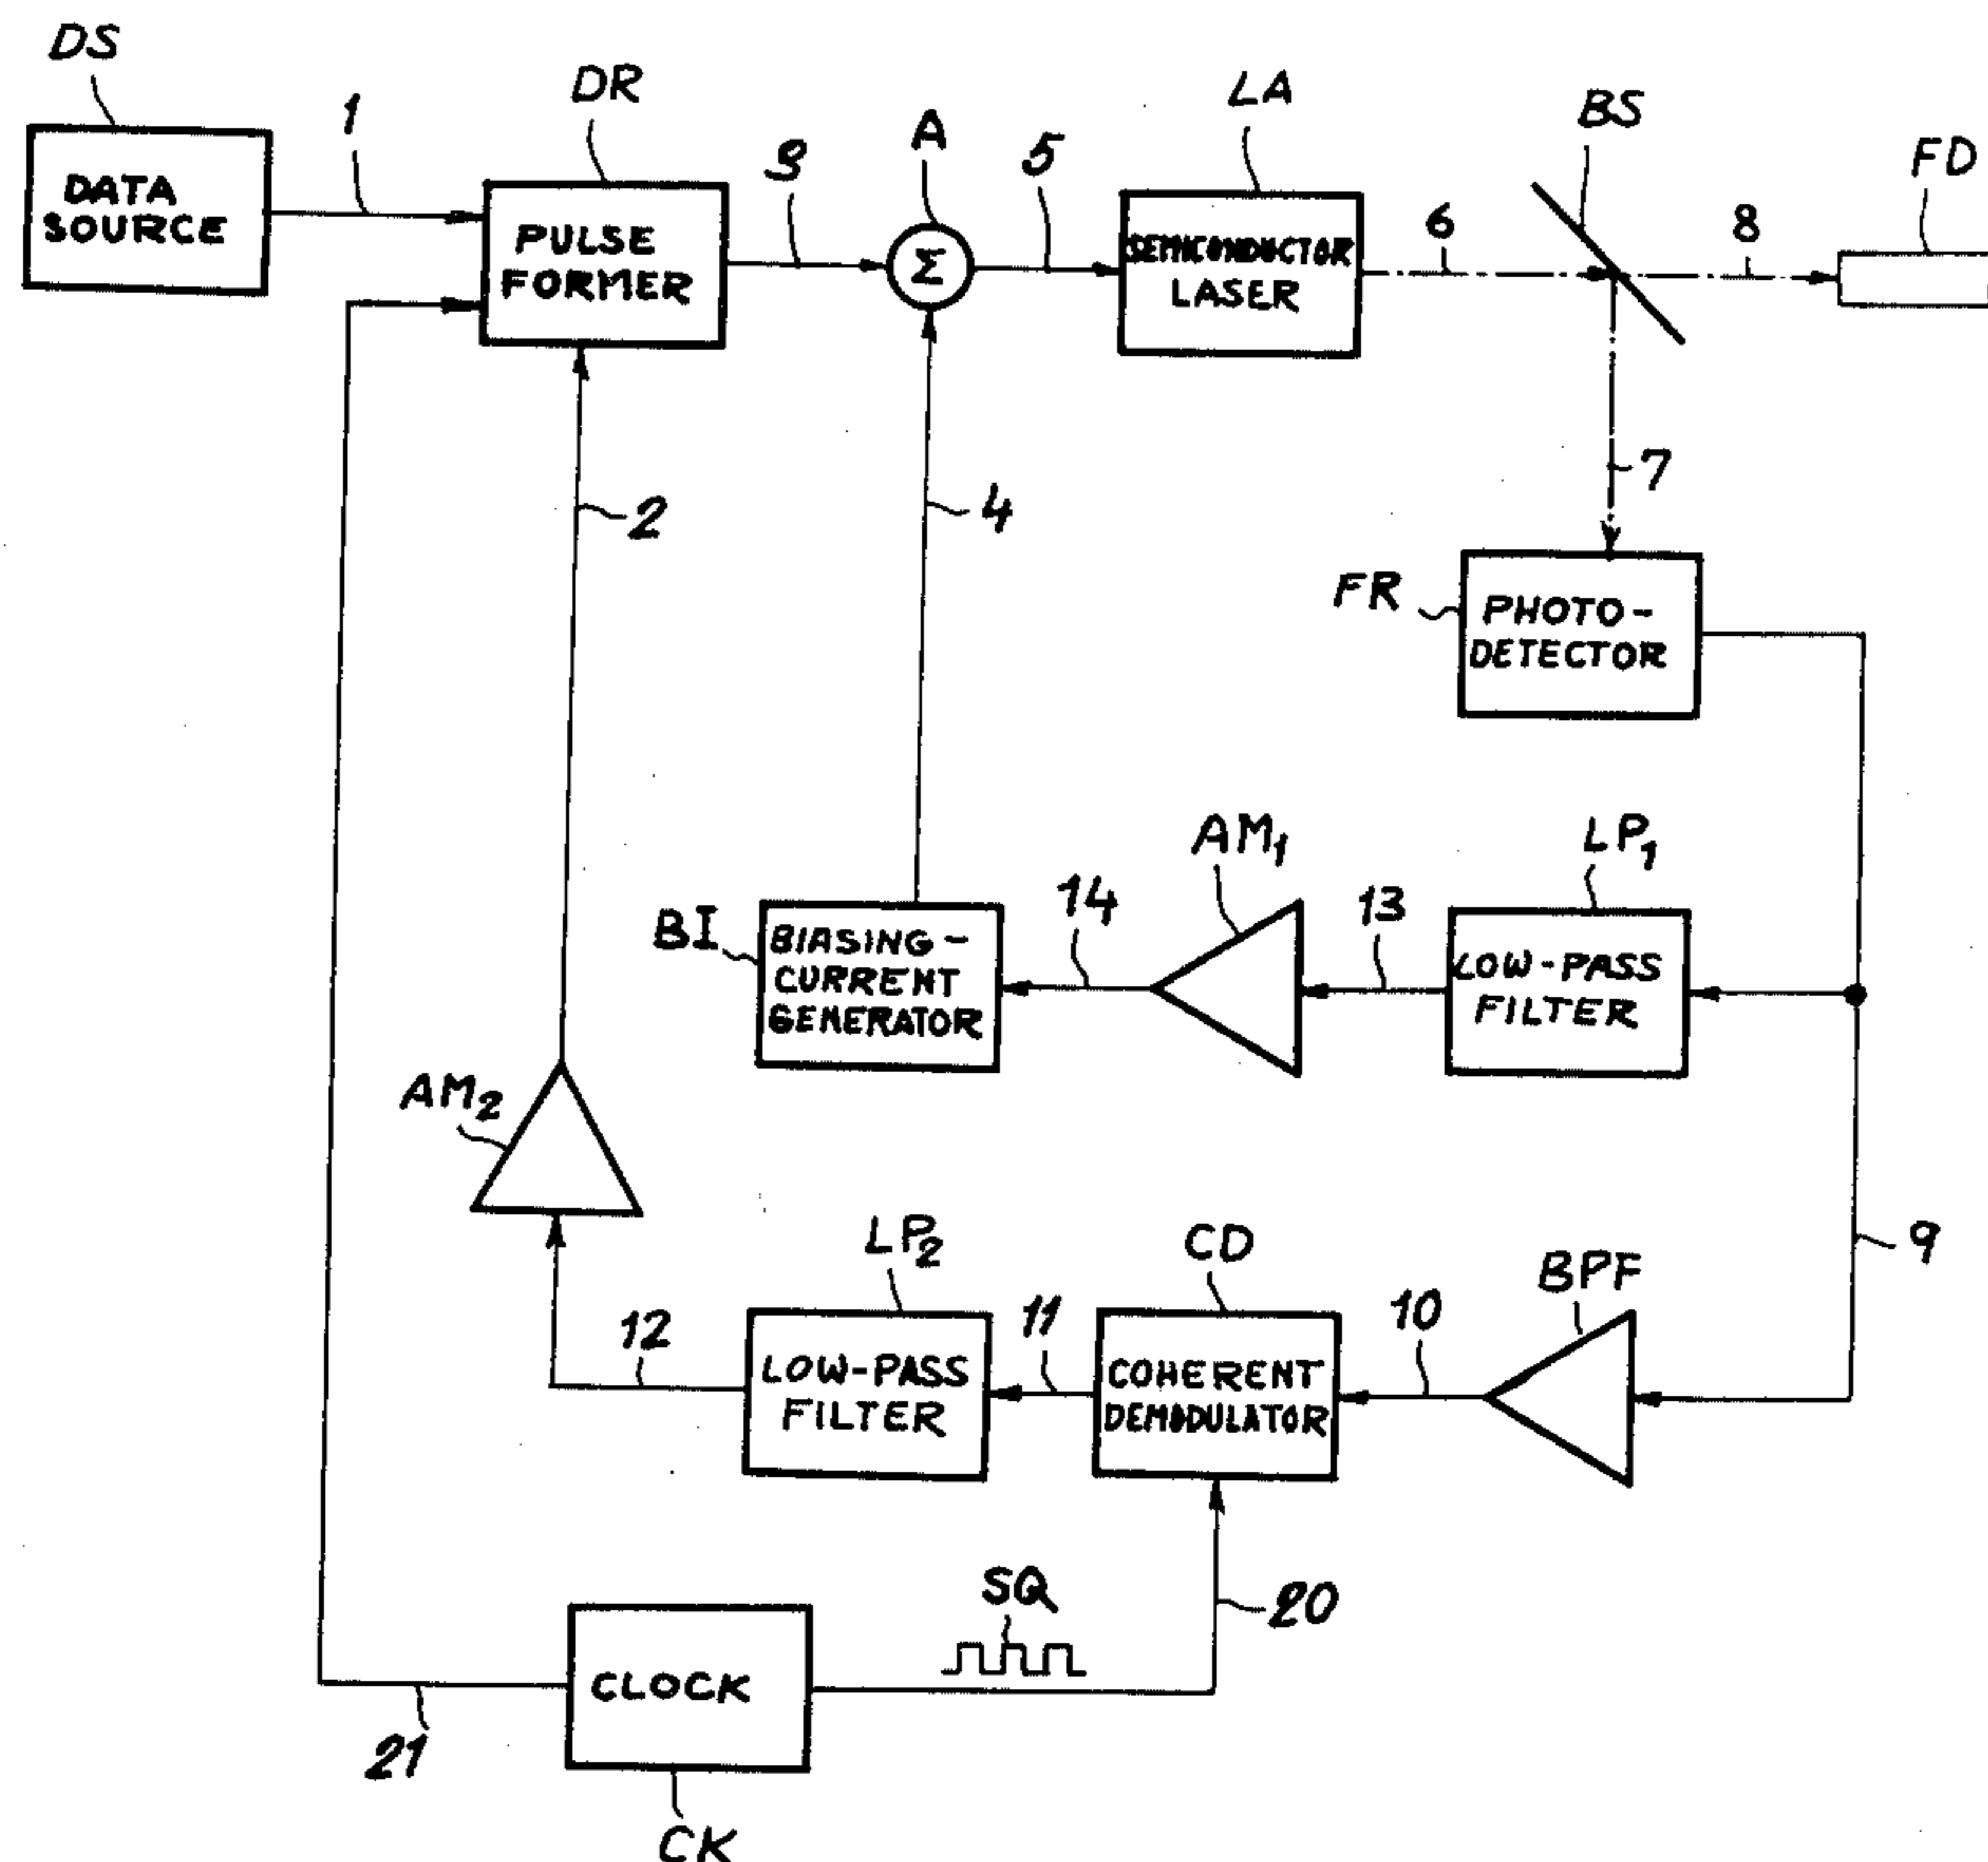 DS
DR
A
LA
BS
FD
1
3
5
6
8
DATA
SOURCE
PULSE
FORMER
Σ
SEMICONDUCTOR
LASER
2
4
7
FR
PHOTO-
DETECTOR
AM1
LP1
BI
BIASING-
CURRENT
GENERATOR
14
13
LOW-PASS
FILTER
AM2
LP2
CD
BPF
9
12
11
10
LOW-PASS
FILTER
COHERENT
DEMODULATOR
SQ
20
CLOCK
21
CK